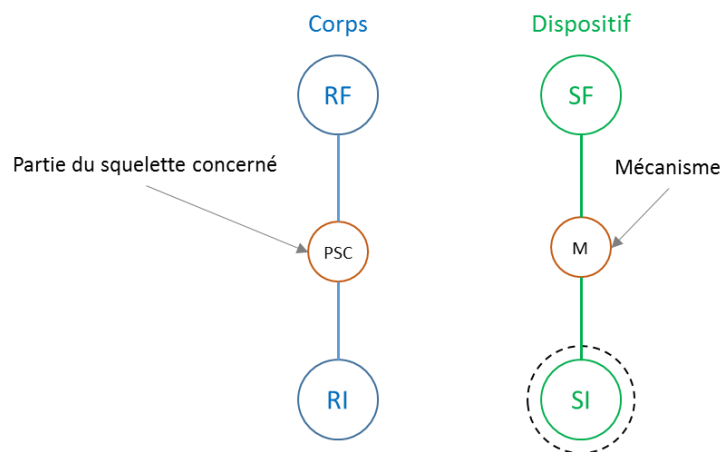 Corps
Dispositif
RF
SF
Partie du squelette concerné
Mécanisme
PSC
M
RI
SI